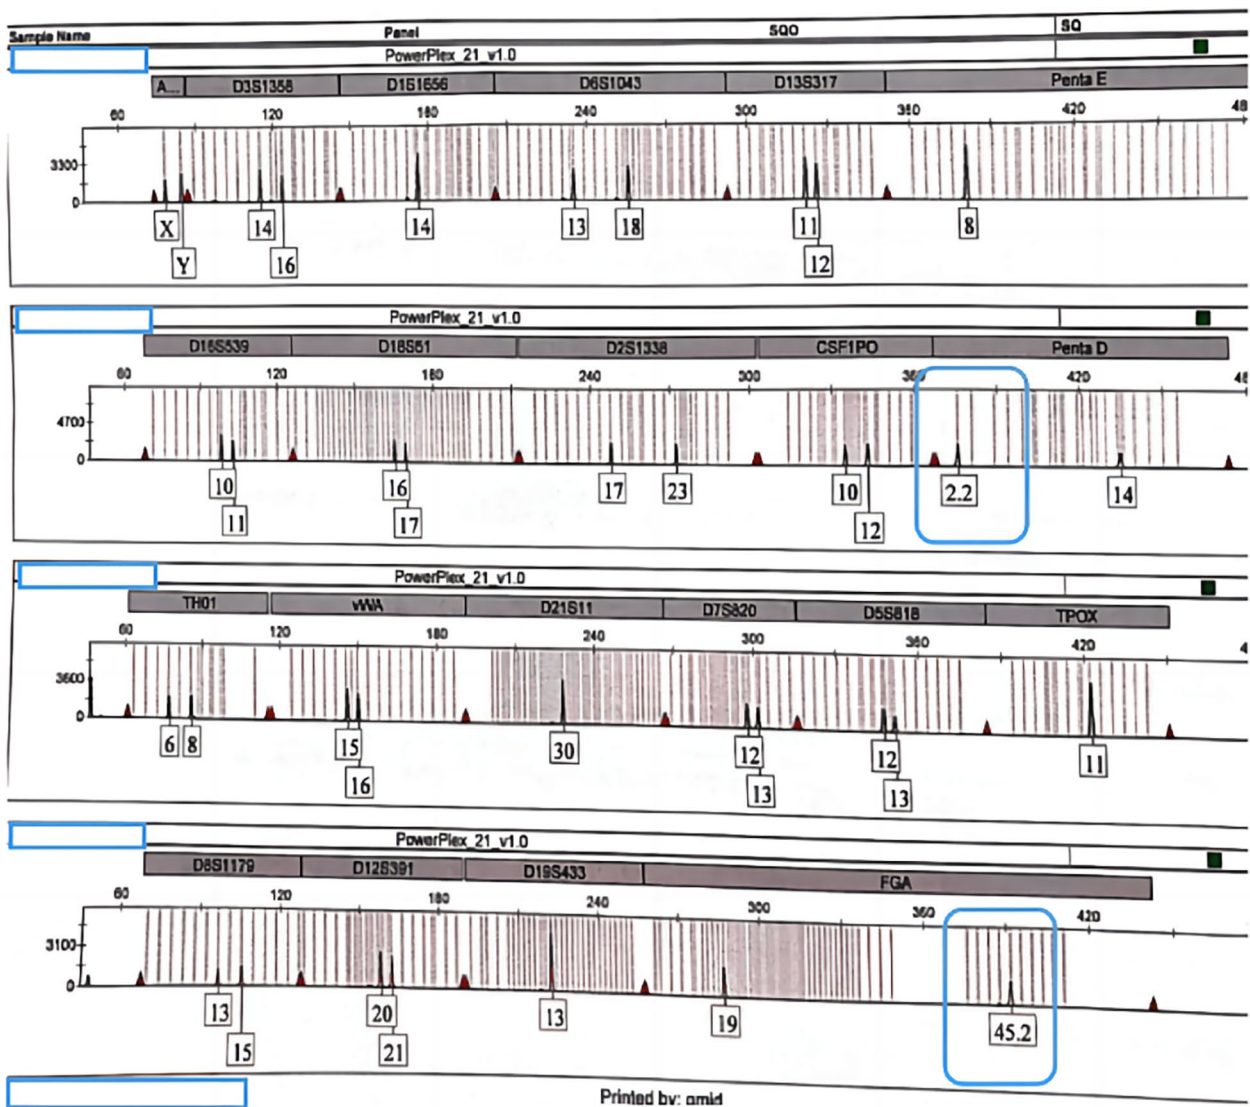 Sample Name Panel SQO SQ
PowerPlex_21_v1.0
A... D3S1358 D1S1656 D6S1043 D13S317 Penta E
60 120 180 240 300 360 420 48
3300
0
X 14 14 13 18 11 8
Y 16 12
PowerPlex_21_v1.0
D16S539 D18S51 D2S1338 CSF1PO Penta D
60 120 180 240 300 360 420 48
4700
0
10 16 17 23 10 2.2 14
11 17 12
PowerPlex_21_v1.0
TH01 vWA D21S11 D7S820 D5S818 TPOX
60 120 180 240 300 360 420 4
3600
0
6 8 15 30 12 12 11
16 13 13
PowerPlex_21_v1.0
D8S1179 D12S391 D19S433 FGA
60 120 180 240 300 360 420
3100
0
13 20 13 19 45.2
15 21
Printed by: omid